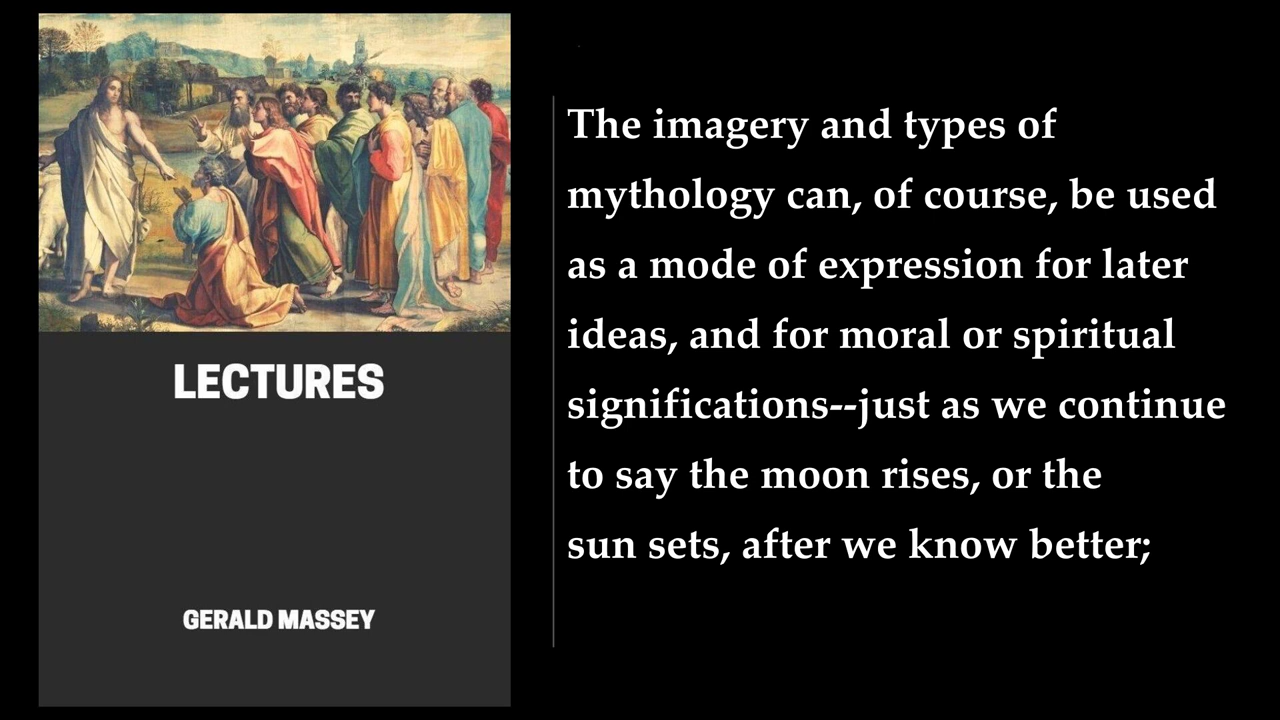 LECTURES
GERALD MASSEY
The imagery and types of
mythology can, of course, be used
as a mode of expression for later
ideas, and for moral or spiritual
significations--just as we continue
to say the moon rises, or the
sun sets, after we know better;